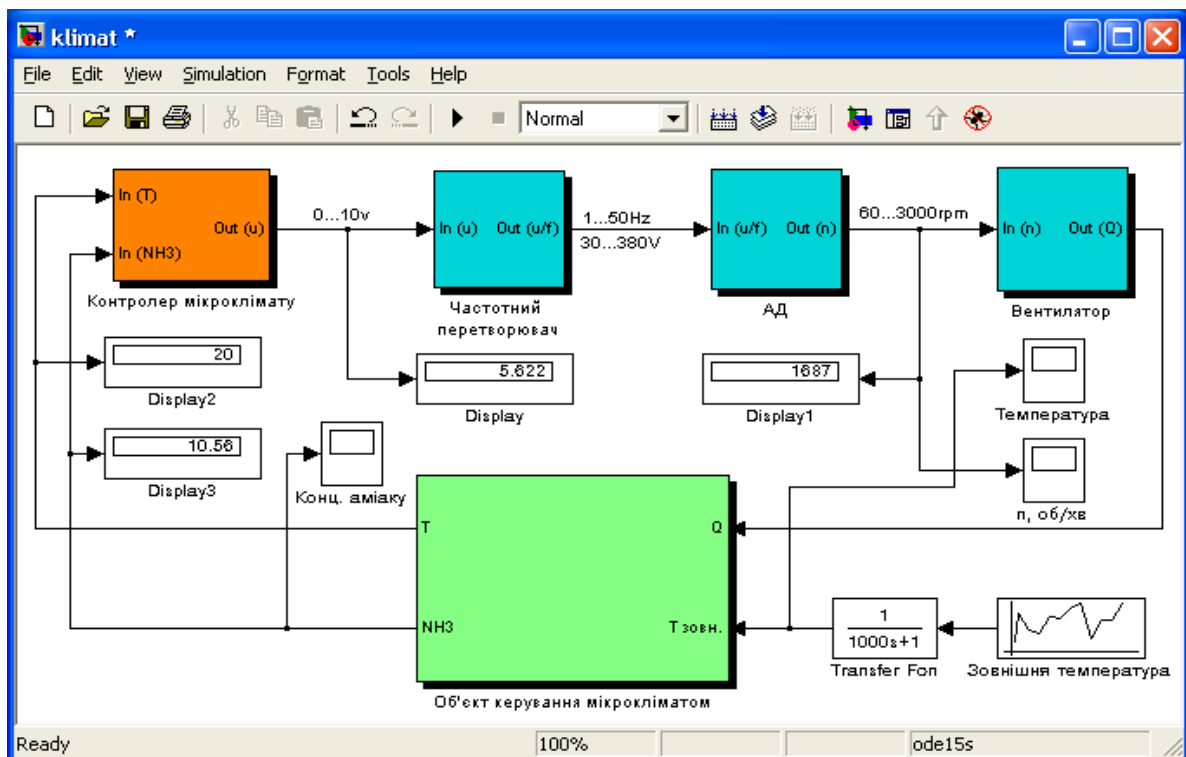 klimat *
File Edit View Simulation Format Tools Help
Normal
In (T)
In (NH3)
Out (u)
Контролер мікроклімату
0...10v
In (u) Out (u/f)
Частотний
перетворювач
1...50Hz
30...380V
In (u/f) Out (n)
АД
60...3000rpm
In (n) Out (Q)
Вентилятор
20
Display2
5.622
Display
1687
Display1
Температура
10.56
Display3
Конц. аміаку
п, об/хв
T
NH3
Q
Т зовн.
Об'єкт керування мікрокліматом
1
1000s+1
Transfer Fcn
Зовнішня температура
Ready
100%
ode15s